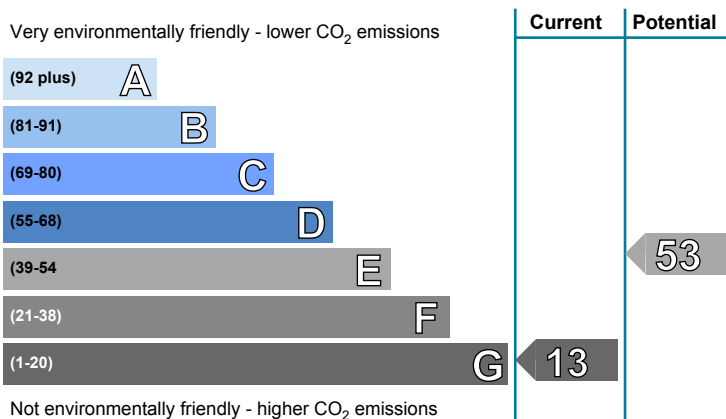 Current Potential
Very environmentally friendly - lower CO2 emissions
(92 plus) A
(81-91) B
(69-80) C
(55-68) D
(39-54 E
53
(21-38) F
(1-20) G 13
Not environmentally friendly - higher CO2 emissions